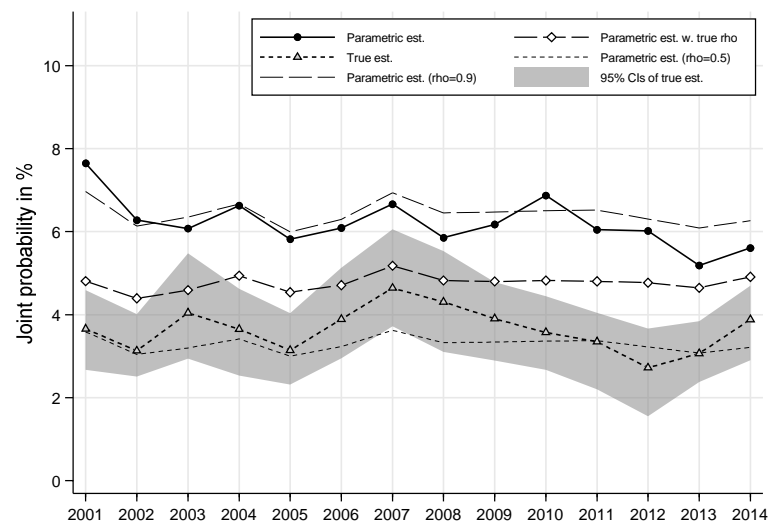 Parametric est.
Parametric est. w. true rho
True est.
Parametric est. (rho=0.5)
Parametric est. (rho=0.9)
95% CIs of true est.
Joint probability in %
10
8
6
4
2
0
2001 2002 2003 2004 2005 2006 2007 2008 2009 2010 2011 2012 2013 2014